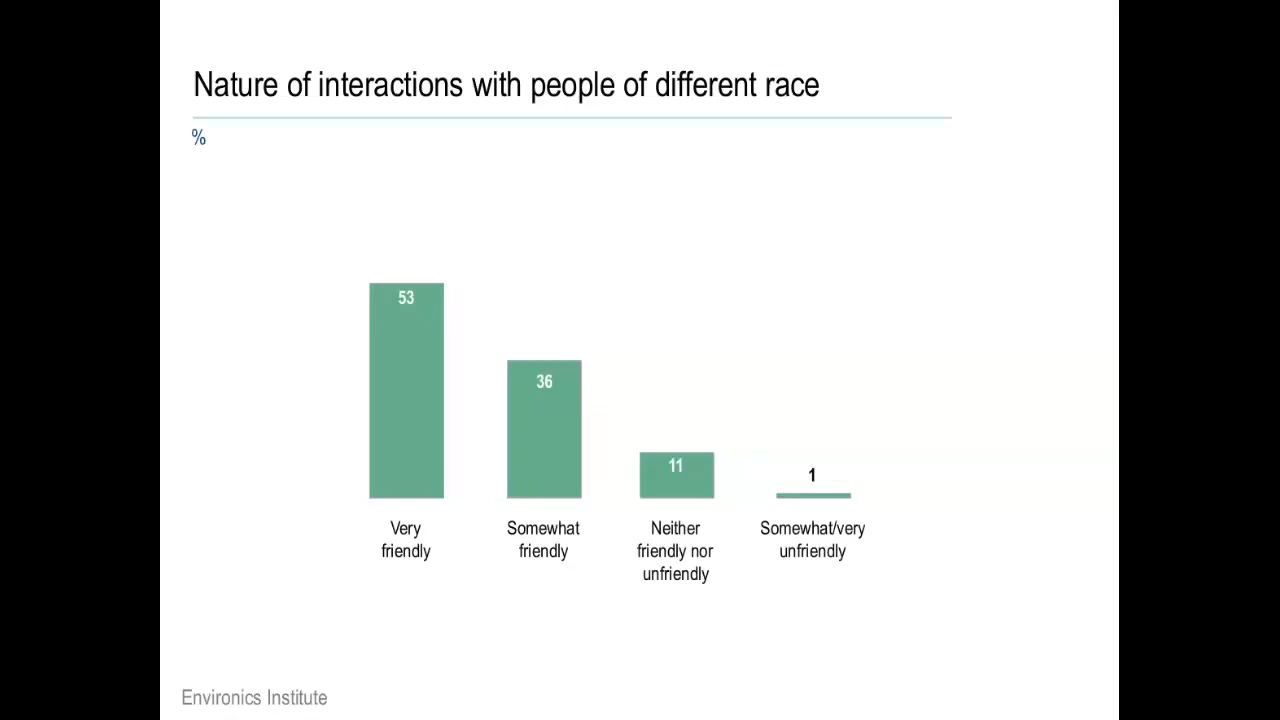 Nature of interactions with people of different race
%
53
36
11
1
Very
friendly
Somewhat
friendly
Neither
friendly nor
unfriendly
Somewhat/very
unfriendly
Environics Institute